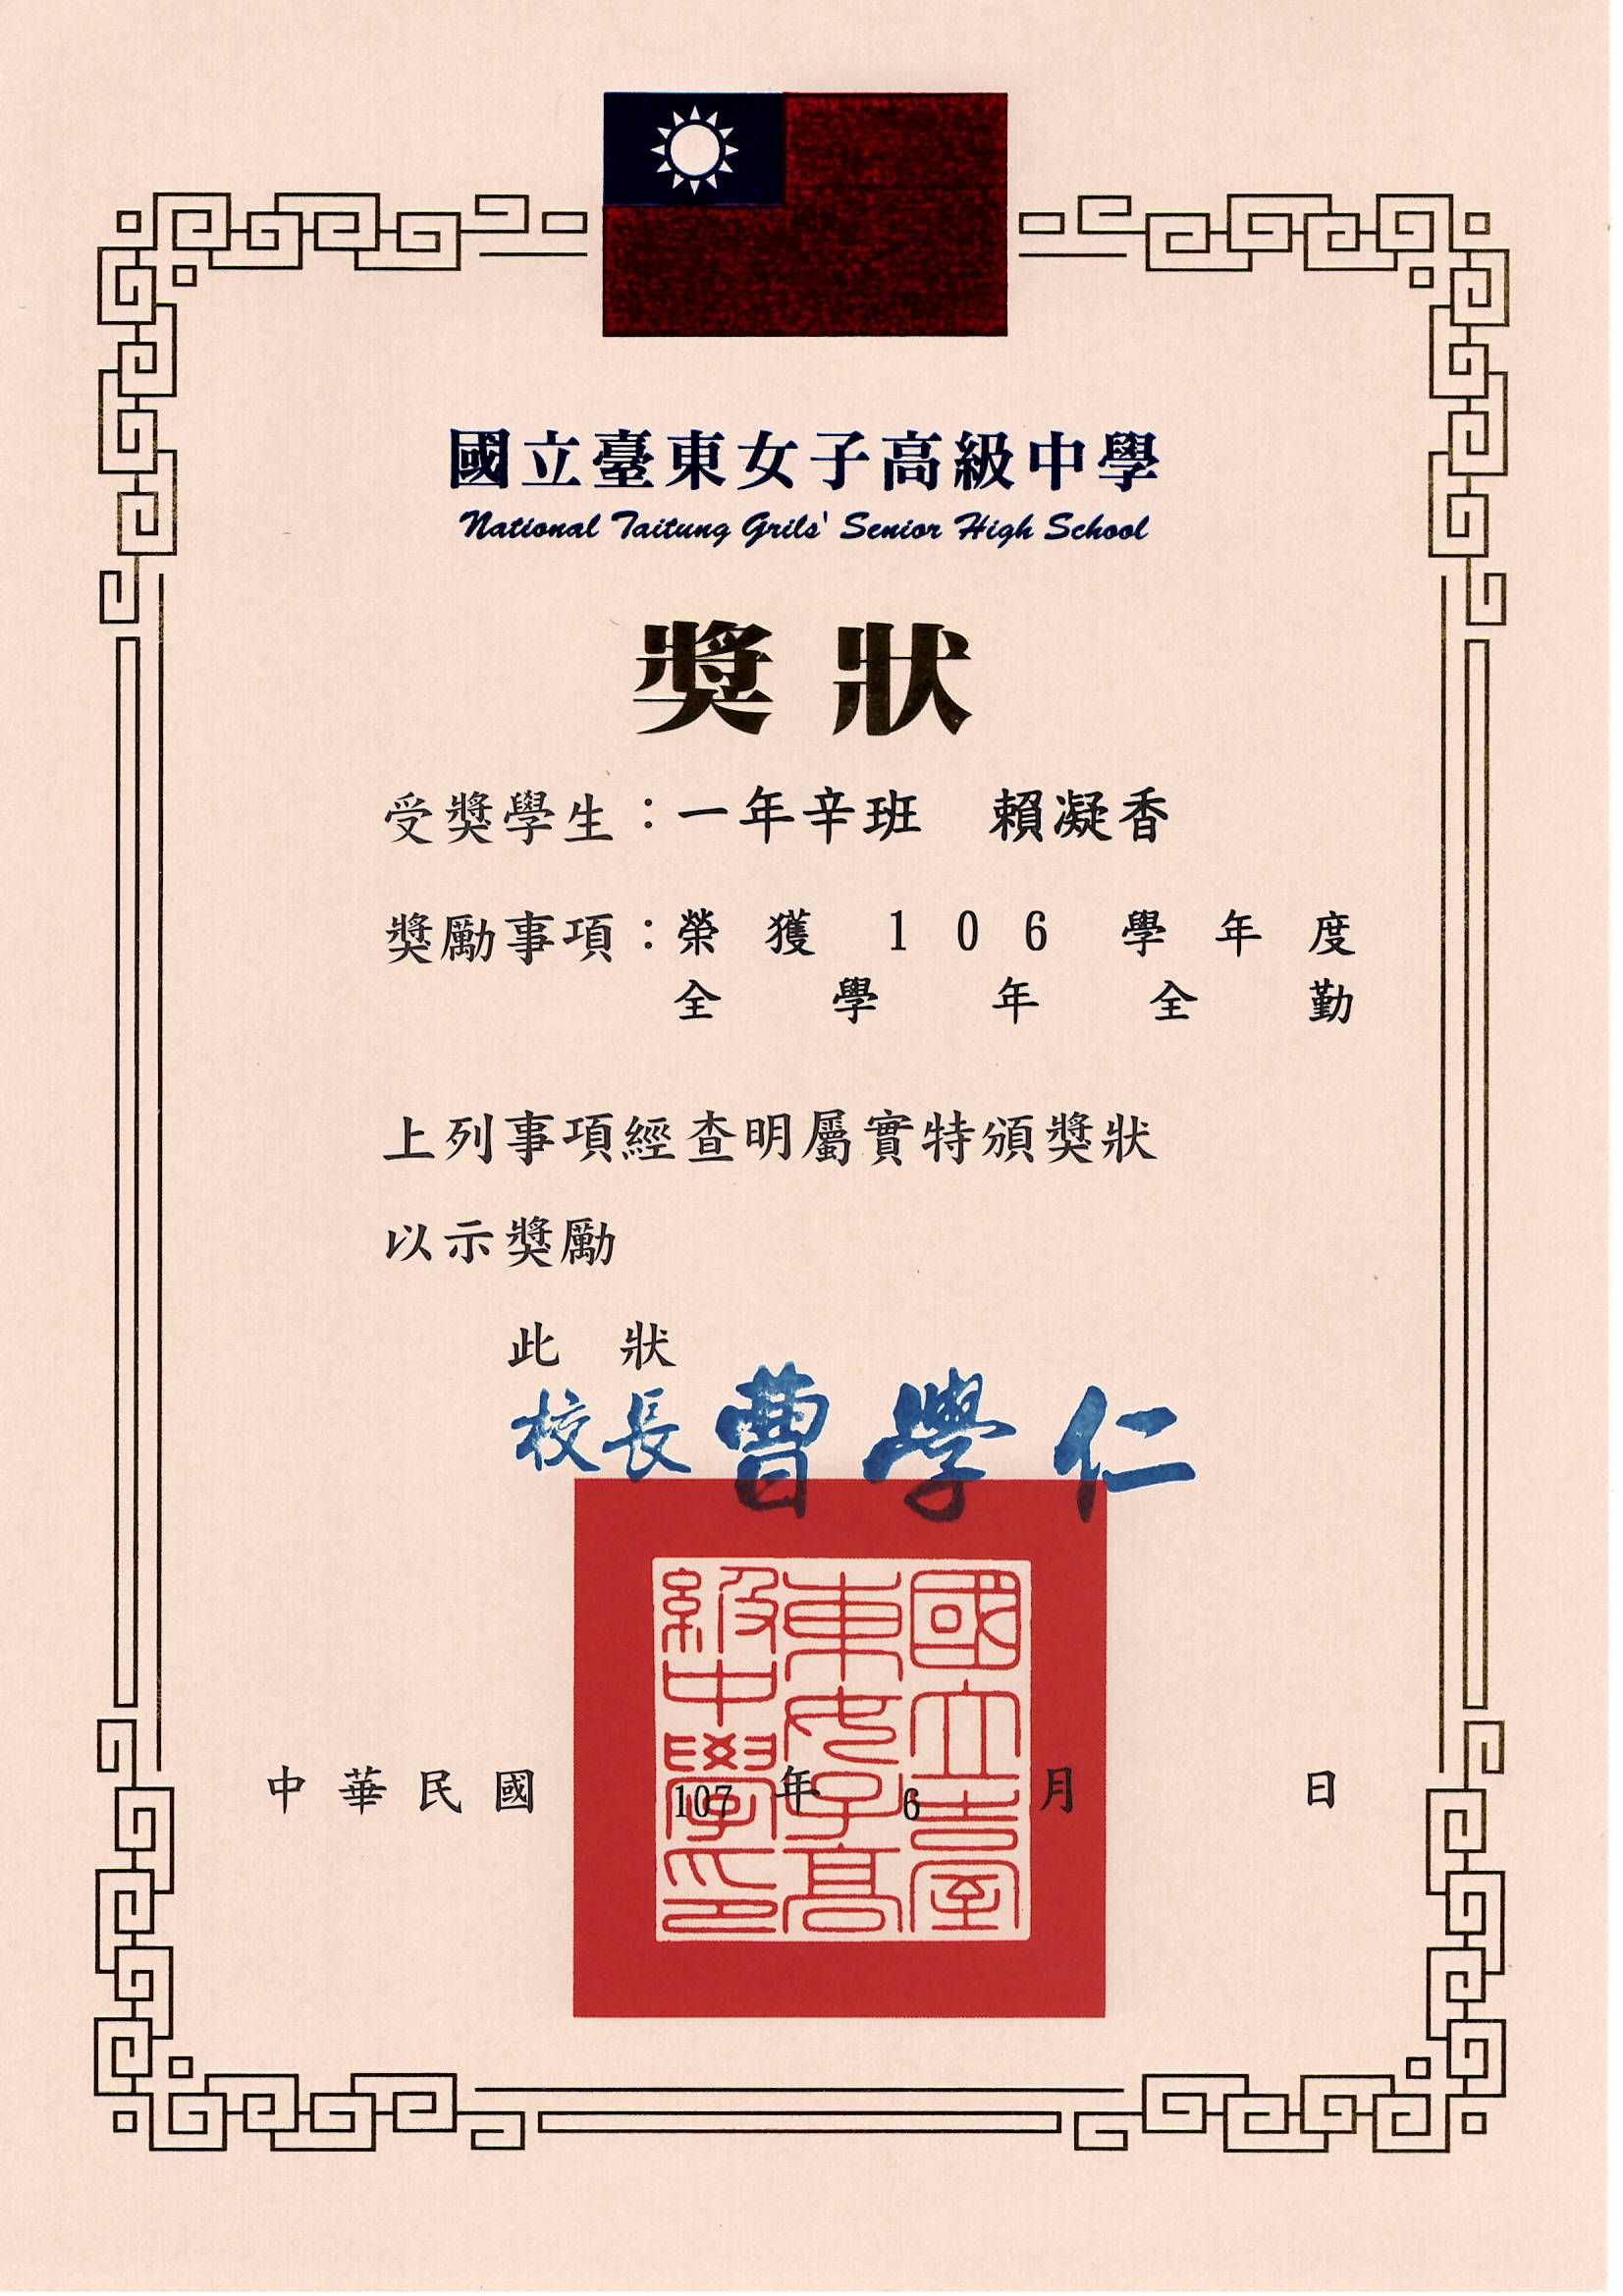 國立臺東女子高級中學
National Taitung Grils' Senior High School
獎狀
受獎學生：一年辛班　賴凝香
獎勵事項：榮獲106學年度
全學年全勤
上列事項經查明屬實特頒獎狀
以示獎勵
此　狀
校長曹學仁
國立臺
東女子高
級中學印
中華民國 107 年 6 月 日